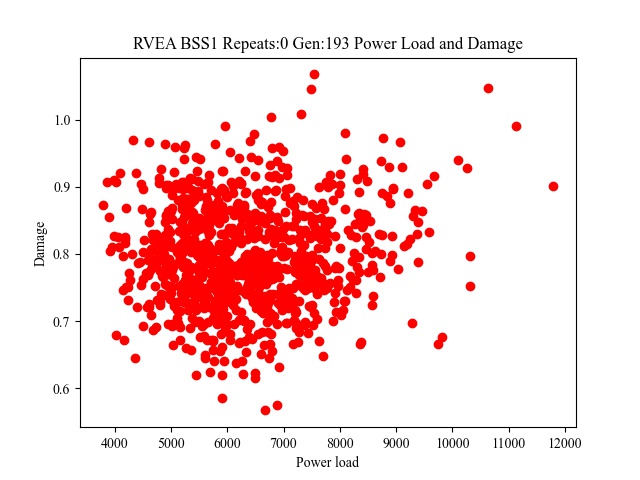 RVEA BSS1 Repeats:0 Gen:193 Power Load and Damage
1.0
0.9
0.8
0.7
0.6
Damage
4000 5000 6000 7000 8000 9000 10000 11000 12000
Power load